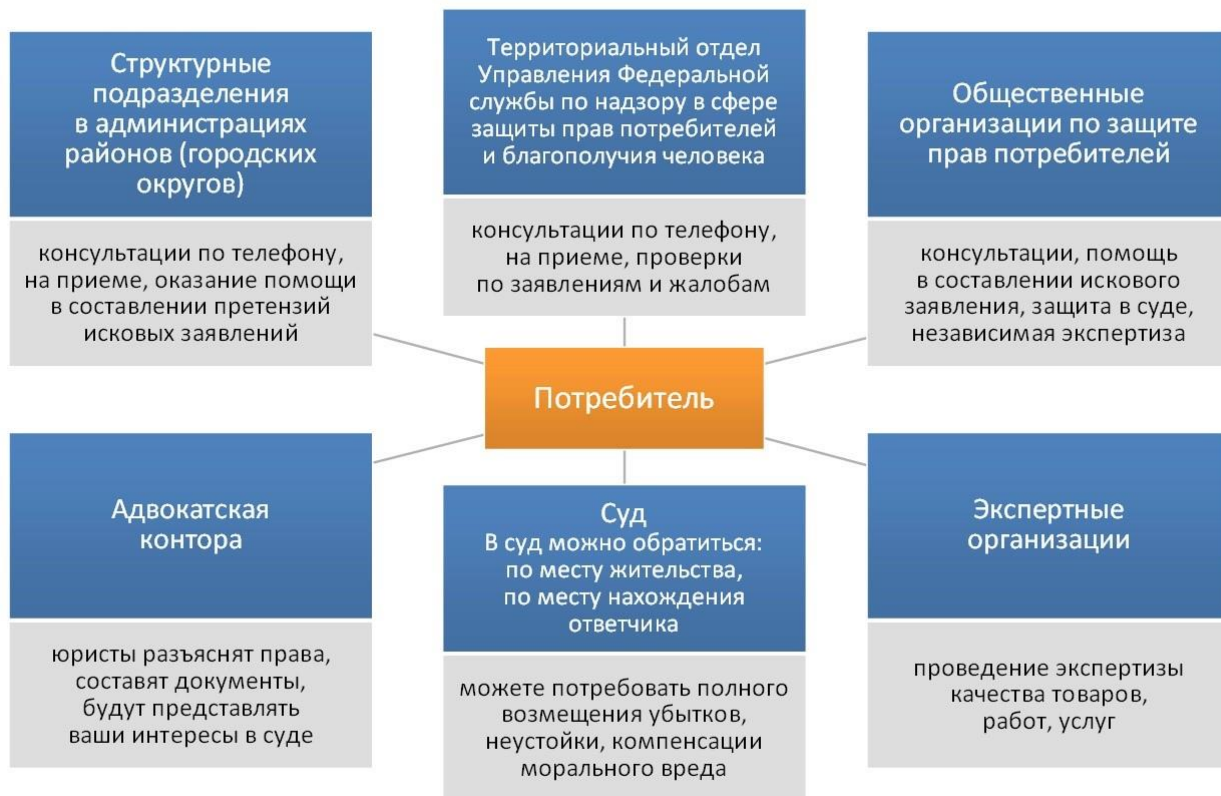 Структурные
подразделения
в администрациях
районов (городских
округов)
консультации по телефону,
на приеме, оказание помощи
в составлении претензий
исковых заявлений
Территориальный отдел
Управления Федеральной
службы по надзору в сфере
защиты прав потребителей
и благополучия человека
консультации по телефону,
на приеме, проверки
по заявлениям и жалобам
Общественные
организации по защите
прав потребителей
консультации, помощь
в составлении искового
заявления, защита в суде,
независимая экспертиза
Потребитель
Адвокатская
контора
юристы разъяснят права,
составят документы,
будут представлять
ваши интересы в суде
Суд
В суд можно обратиться:
по месту жительства,
по месту нахождения
ответчика
можете потребовать полного
возмещения убытков,
неустойки, компенсации
морального вреда
Экспертные
организации
проведение экспертизы
качества товаров,
работ, услуг